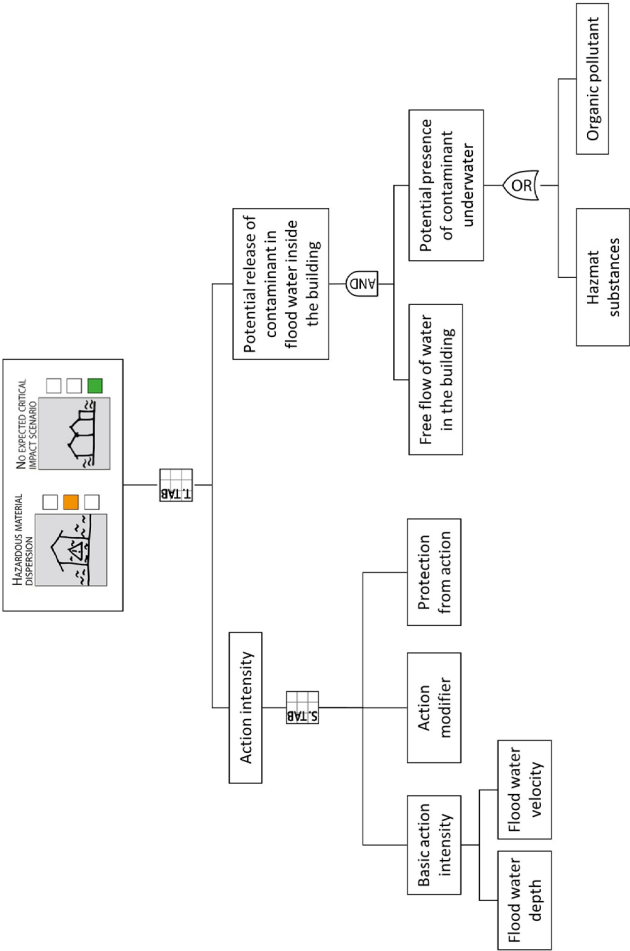 HAZARDOUS MATERIAL
DISPERSION
NO EXPECTED CRITICAL
IMPACT SCENARIO
T. TAB
Action intensity
Potential release of
contaminant in
flood water inside
the building
S. TAB
AND
Basic action
intensity
Action
modifier
Protection
from action
Free flow of water
in the building
Potential presence
of contaminant
underwater
OR
Flood water
depth
Flood water
velocity
Hazmat
substances
Organic pollutant